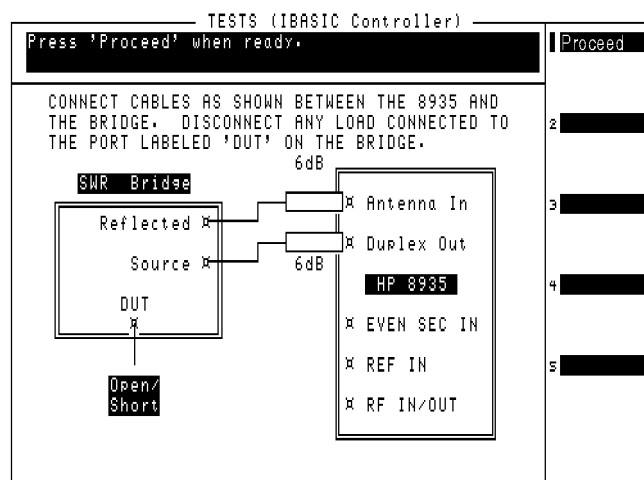 TESTS (IBASIC Controller)
Press 'Proceed' when ready.
CONNECT CABLES AS SHOWN BETWEEN THE 8935 AND
THE BRIDGE. DISCONNECT ANY LOAD CONNECTED TO
THE PORT LABELED 'DUT' ON THE BRIDGE.
6dB
SWR Bridge
Reflected
Source
DUT
Open/
Short
6dB
Antenna In
Duplex Out
HP 8935
EVEN SEC IN
REF IN
RF IN/OUT
Proceed
2
3
4
5